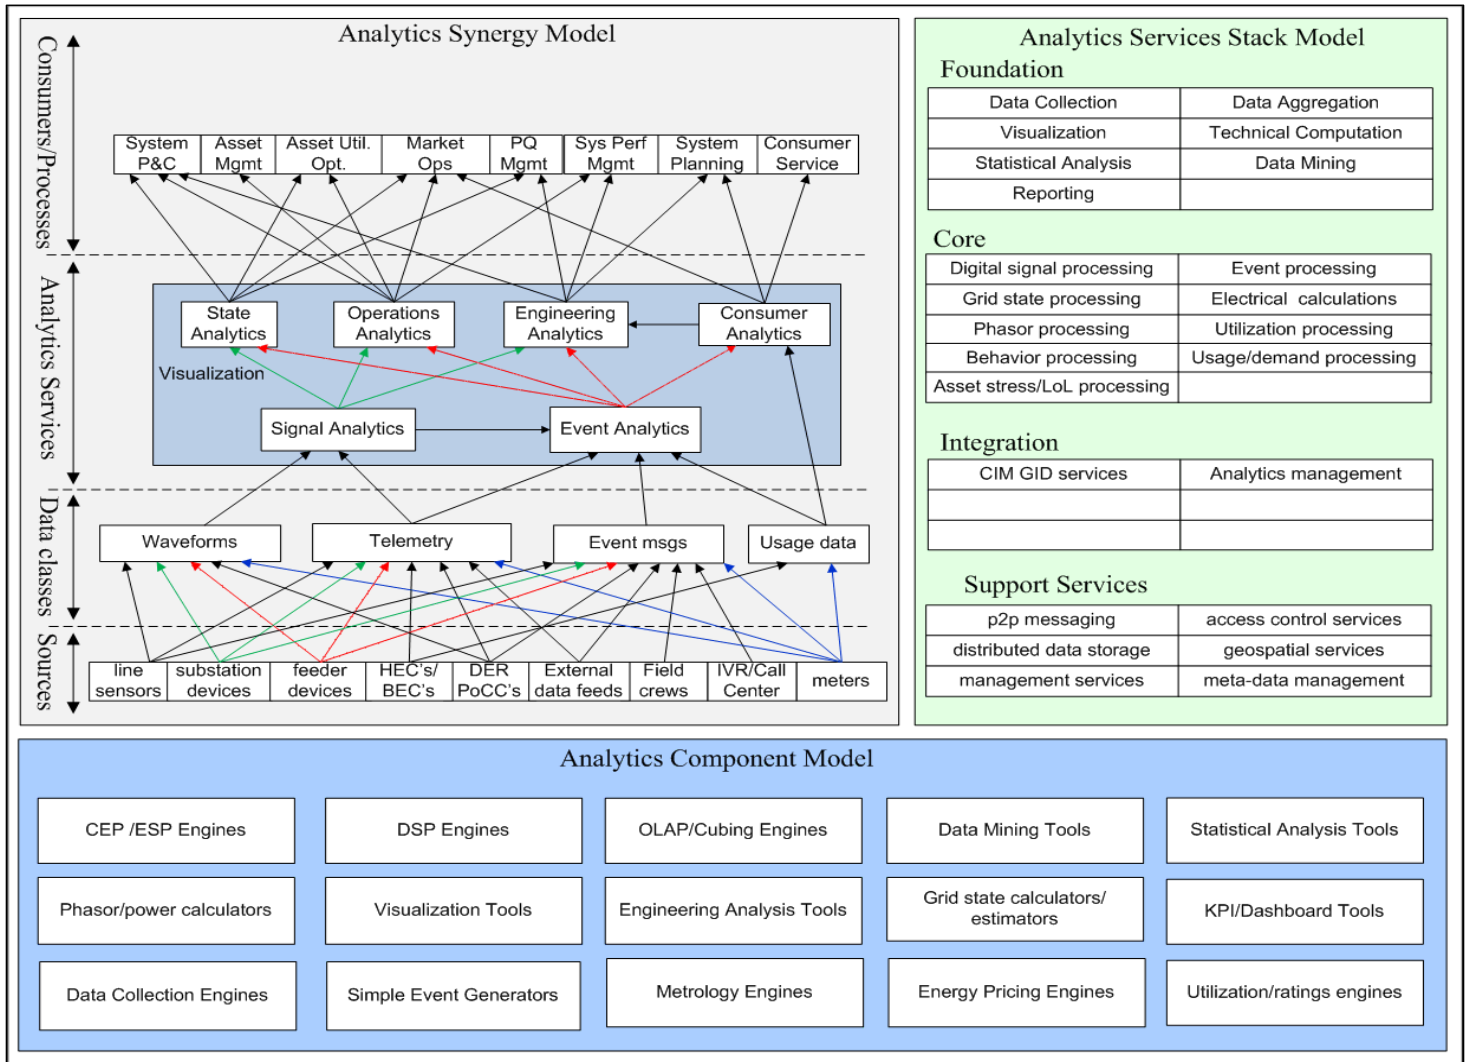 Analytics Synergy Model
Consumers/Processes
System
P&C
Asset
Mgmt
Asset Util.
Opt.
Market
Ops
PQ
Mgmt
Sys Perf
Mgmt
System
Planning
Consumer
Service
Analytics Services
State
Analytics
Operations
Analytics
Engineering
Analytics
Consumer
Analytics
Visualization
Signal Analytics
Event Analytics
Data classes
Waveforms
Telemetry
Event msgs
Usage data
Sources
line
sensors
substation
devices
feeder
devices
HEC's/
BEC's
DER
PoCC's
External
data feeds
Field
crews
IVR/Call
Center
meters
Analytics Services Stack Model
Foundation
Data Collection
Data Aggregation
Visualization
Technical Computation
Statistical Analysis
Data Mining
Reporting
Core
Digital signal processing
Event processing
Grid state processing
Electrical calculations
Phasor processing
Utilization processing
Behavior processing
Usage/demand processing
Asset stress/LoL processing
Integration
CIM GID services
Analytics management
Support Services
p2p messaging
access control services
distributed data storage
geospatial services
management services
meta-data management
Analytics Component Model
CEP /ESP Engines
DSP Engines
OLAP/Cubing Engines
Data Mining Tools
Statistical Analysis Tools
Phasor/power calculators
Visualization Tools
Engineering Analysis Tools
Grid state calculators/
estimators
KPI/Dashboard Tools
Data Collection Engines
Simple Event Generators
Metrology Engines
Energy Pricing Engines
Utilization/ratings engines